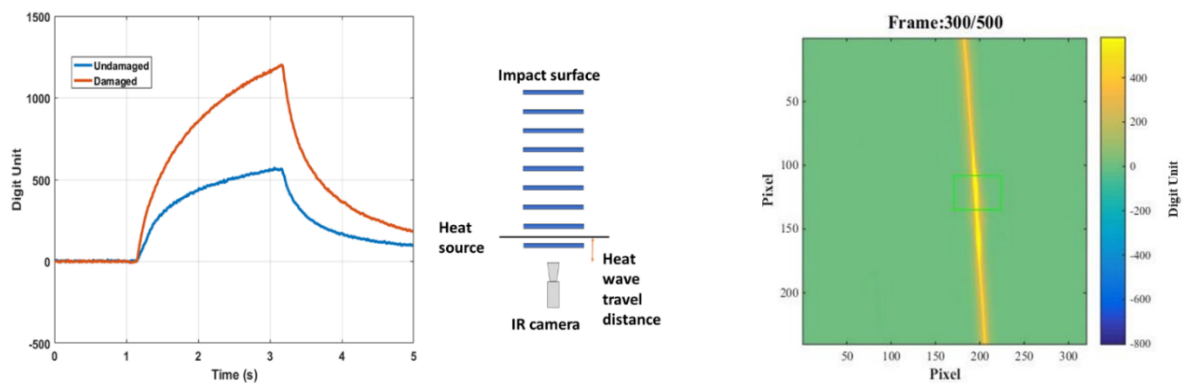 1500
1000
500
0
-500
0
1
2
3
4
5
Digit Unit
Time (s)
Undamaged
Damaged
Impact surface
Heat
source
Heat
wave
travel
distance
IR camera
Frame:300/500
50
100
150
200
50
100
150
200
250
300
Pixel
Pixel
400
200
0
-200
-400
-600
-800
Digit Unit